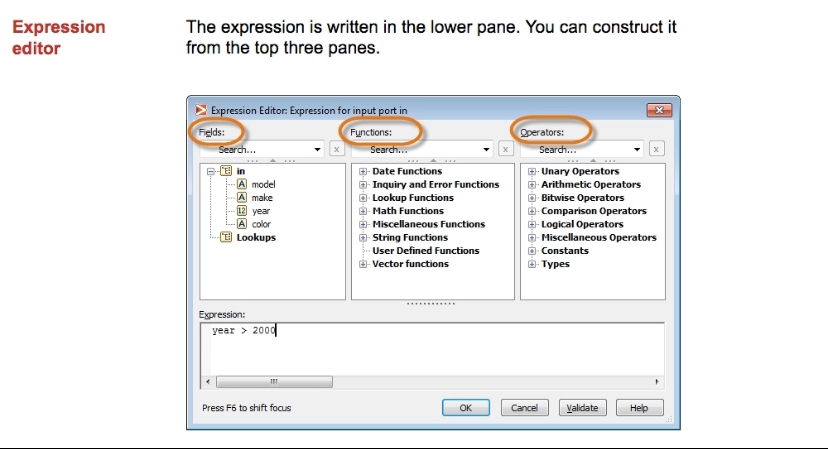 Expression
editor
The expression is written in the lower pane. You can construct it
from the top three panes.
Expression Editor: Expression for input port in
Fields: Functions: Operators:
Search... x Search... x Search... x
in
A model
A make
12 year
A color
Lookups
Date Functions
Inquiry and Error Functions
Lookup Functions
Math Functions
Miscellaneous Functions
String Functions
User Defined Functions
Vector functions
Unary Operators
Arithmetic Operators
Bitwise Operators
Comparison Operators
Logical Operators
Miscellaneous Operators
Constants
Types
Expression:
year > 2000
Press F6 to shift focus OK Cancel Validate Help